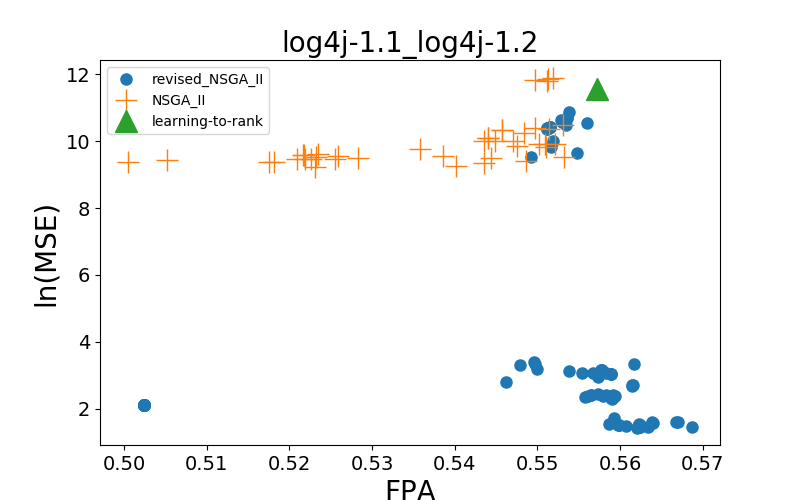 log4j-1.1_log4j-1.2
revised_NSGA_II
NSGA_II
learning-to-rank
ln(MSE)
12
10
8
6
4
2
0.50 0.51 0.52 0.53 0.54 0.55 0.56 0.57
FPA